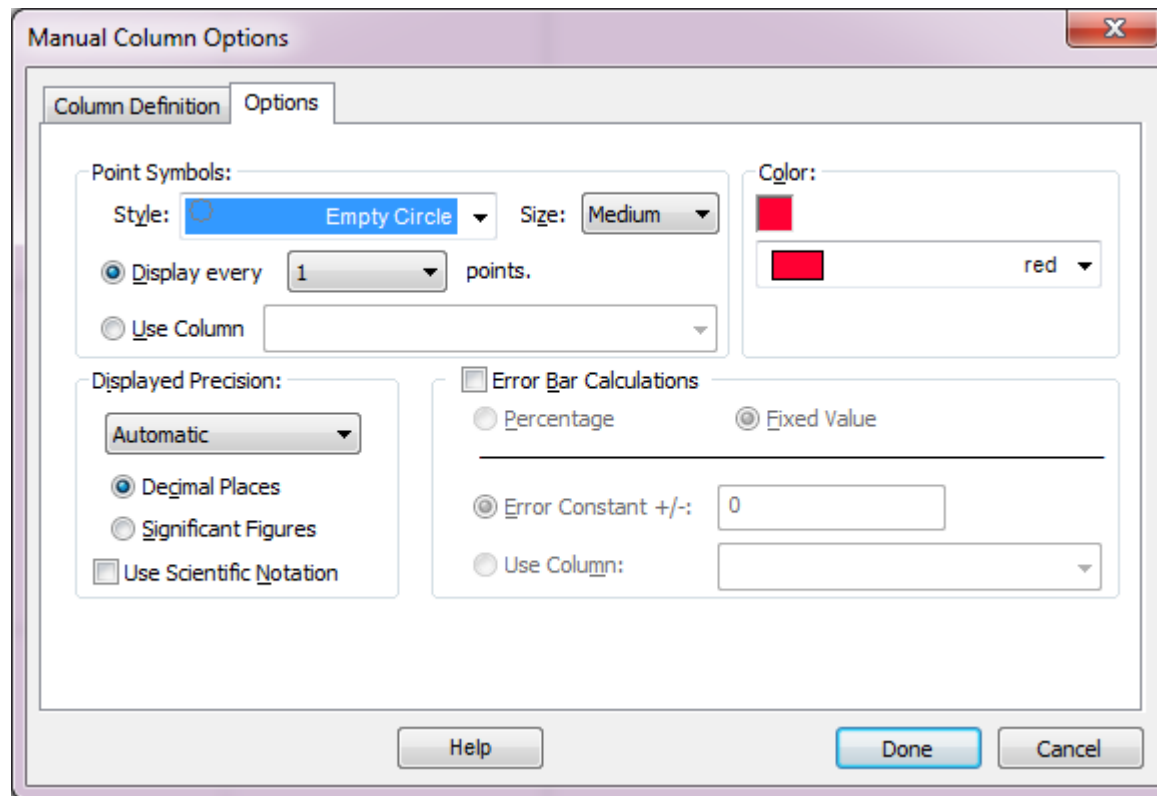 Manual Column Options
Column Definition Options
Point Symbols:
Style: Empty Circle Size: Medium
Display every 1 points.
Use Column
Color:
red
Displayed Precision:
Automatic
Decimal Places
Significant Figures
Use Scientific Notation
Error Bar Calculations
Percentage Fixed Value
Error Constant +/-: 0
Use Column:
Help Done Cancel